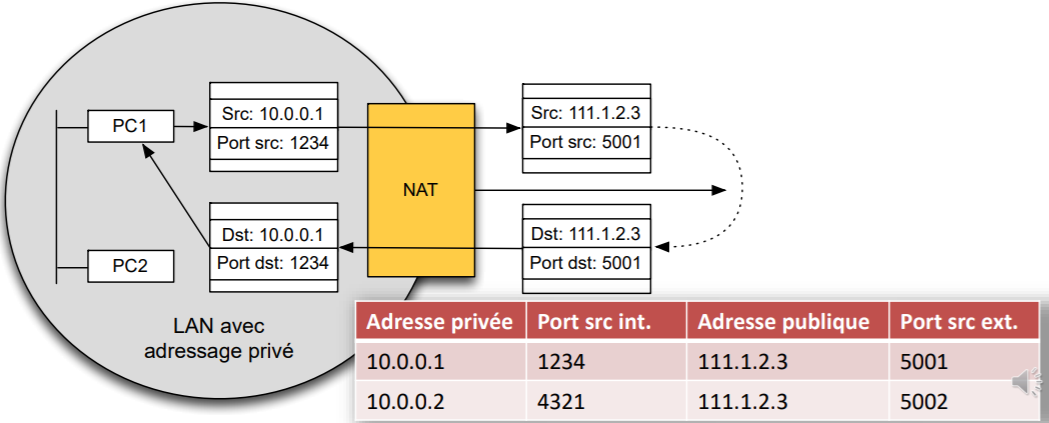 PC1
Src: 10.0.0.1
Port src: 1234
NAT
Src: 111.1.2.3
Port src: 5001
PC2
Dst: 10.0.0.1
Port dst: 1234
Dst: 111.1.2.3
Port dst: 5001
LAN avec
adressage privé
Adresse privée Port src int. Adresse publique Port src ext.
10.0.0.1 1234 111.1.2.3 5001
10.0.0.2 4321 111.1.2.3 5002